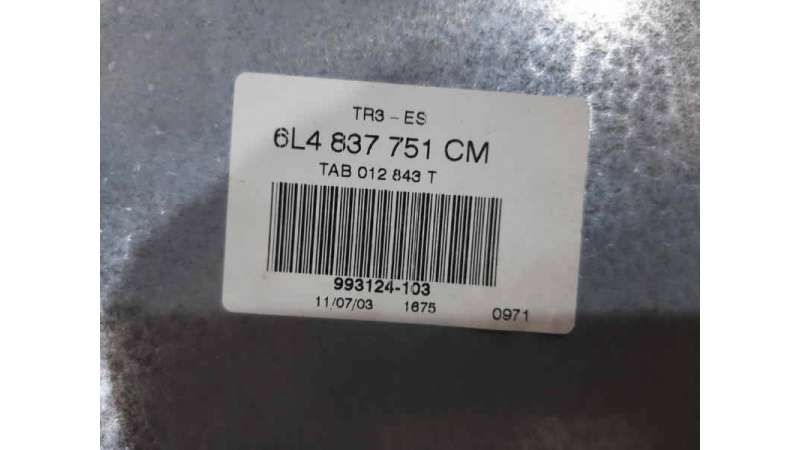 TR3 - ES
6L4 837 751 CM
TAB 012 843 T
993124-103
11/07/03 1675 0971